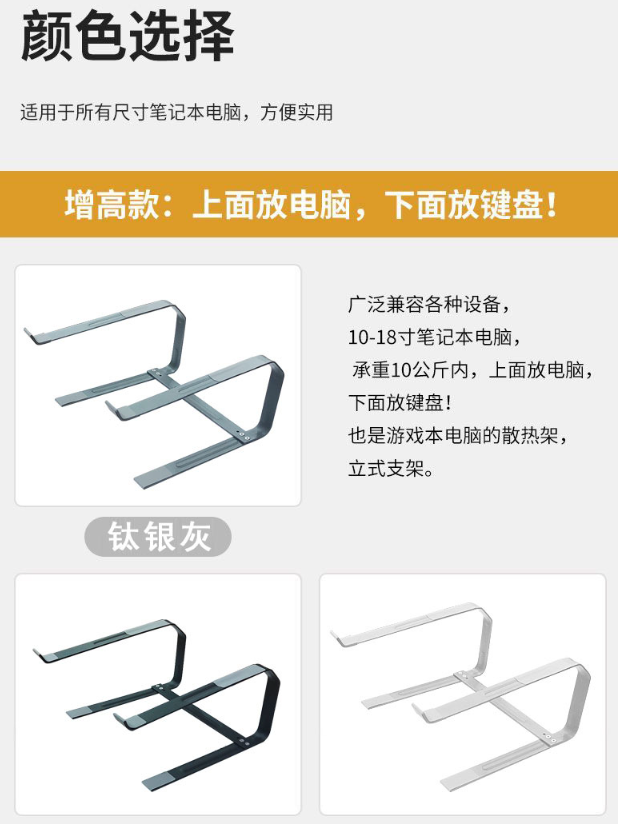 颜色选择
适用于所有尺寸笔记本电脑，方便实用
增高款：上面放电脑，下面放键盘！
广泛兼容各种设备，
10-18寸笔记本电脑，
承重10公斤内，上面放电脑，
下面放键盘！
也是游戏本电脑的散热架，
立式支架。
钛银灰